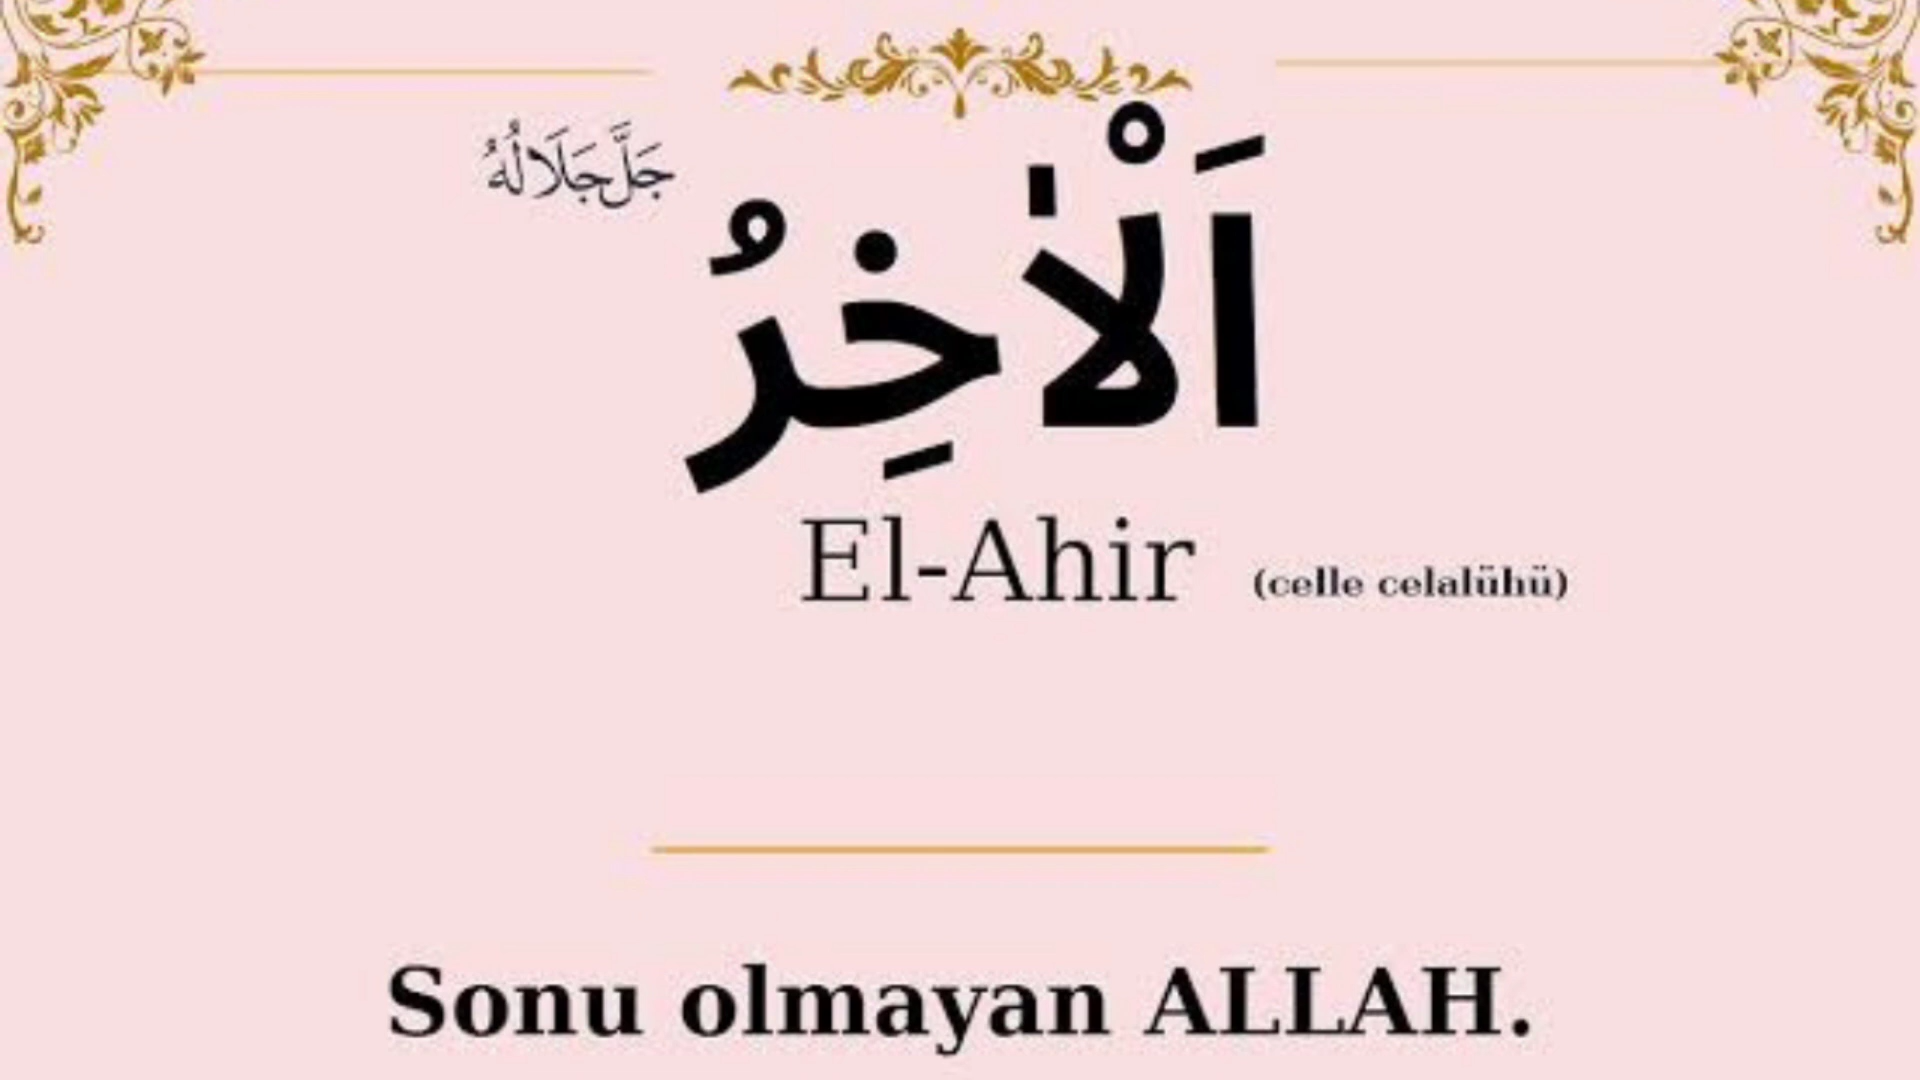 جَلَّ جَلَالُهُ
اَلْاٰخِرُ
El-Ahir (celle celalühü)
Sonu olmayan ALLAH.